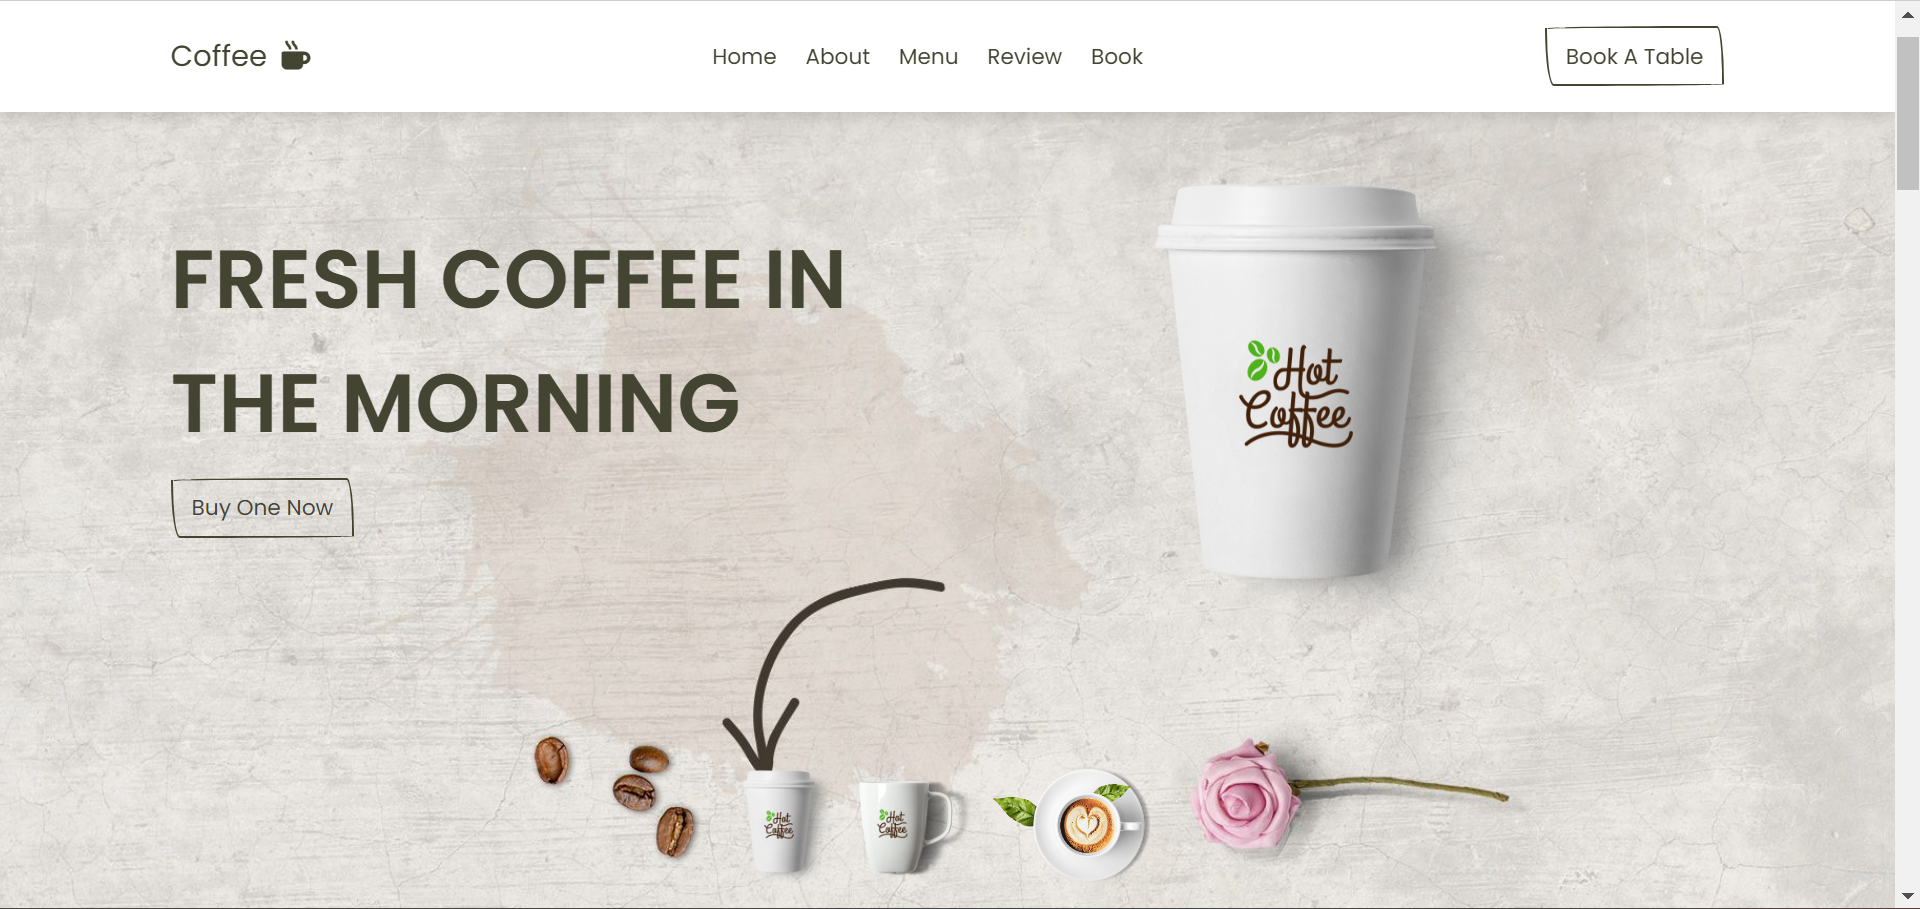 Coffee
Home About Menu Review Book
Book A Table
FRESH COFFEE IN
THE MORNING
Buy One Now
Hot
Coffee
Hot
Coffee
Hot
Coffee